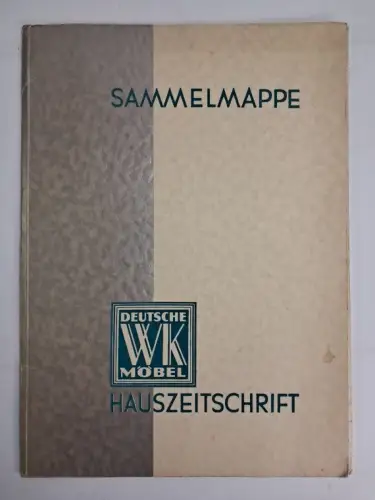 SAMMELMAPPE
DEUTSCHE
WK
MÖBEL
HAUSZEITSCHRIFT